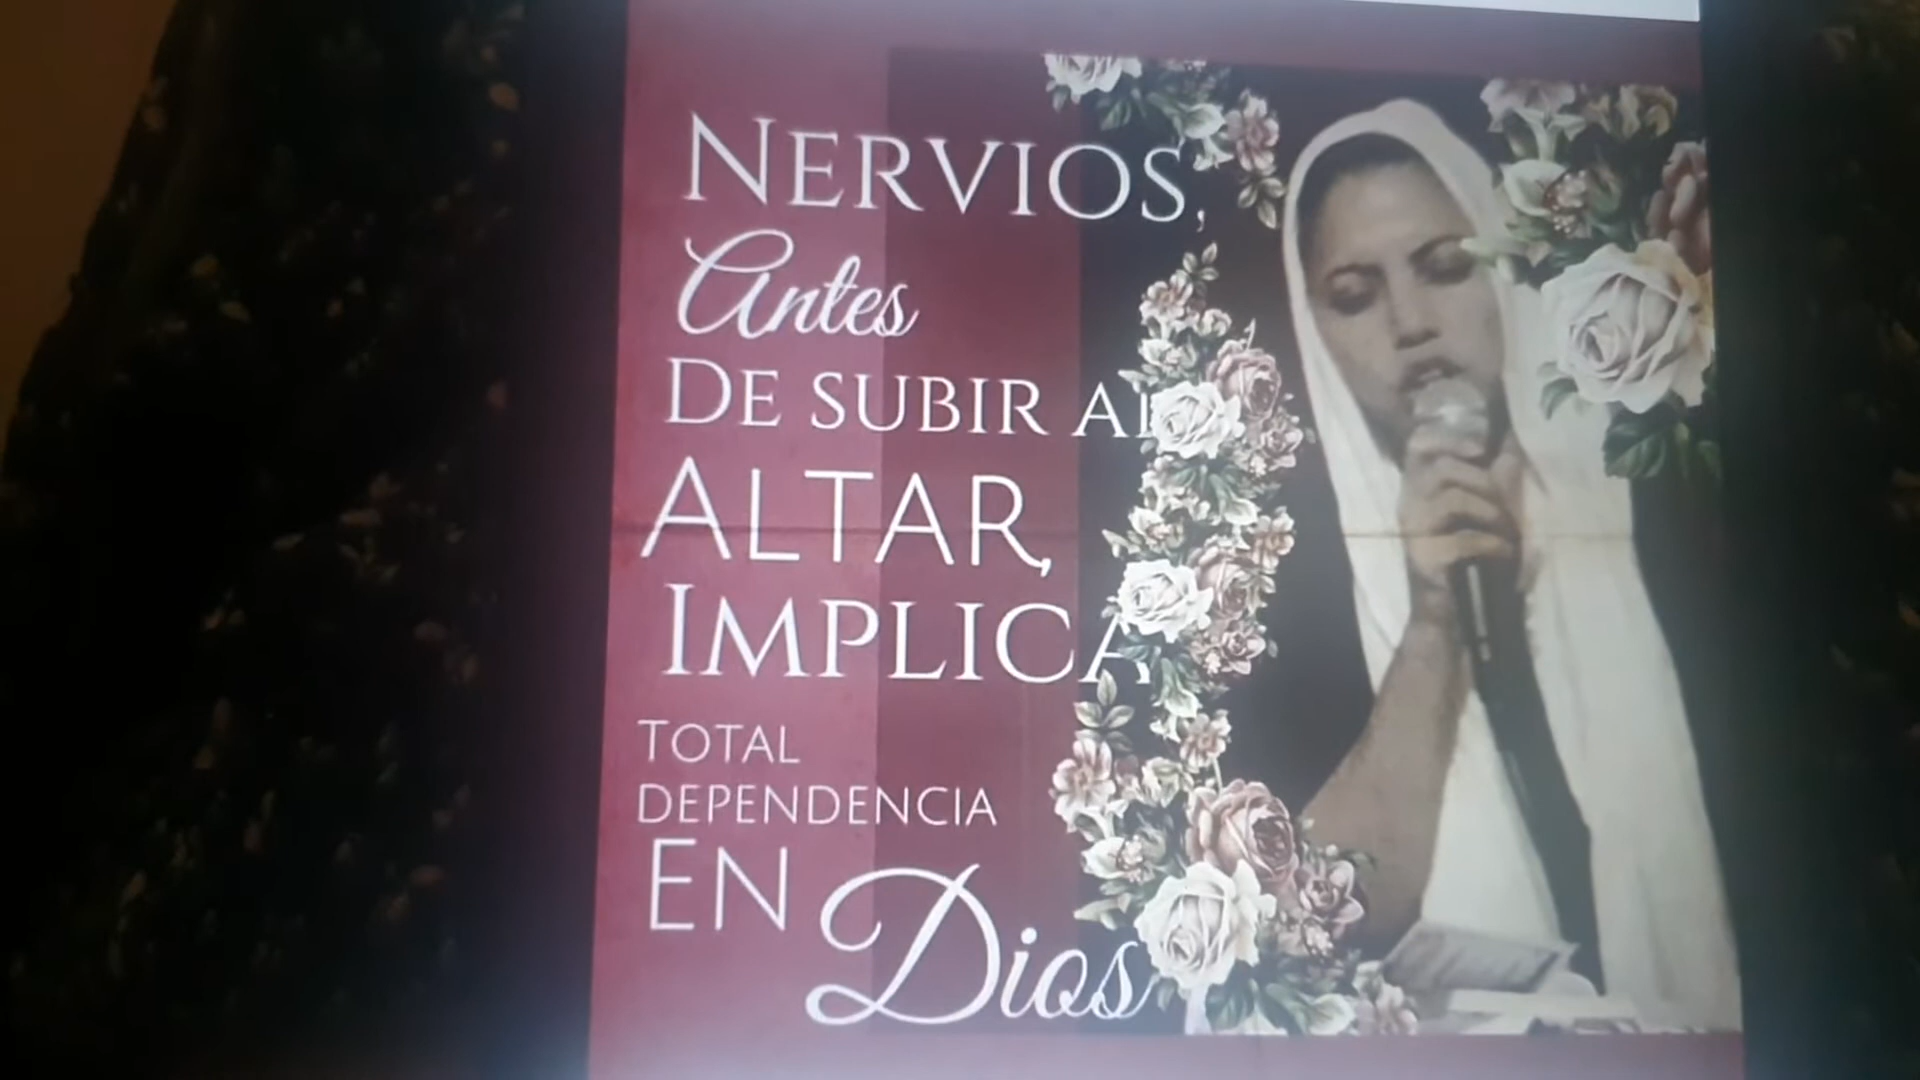 NERVIOS,
Antes
DE SUBIR AL
ALTAR,
IMPLICA
TOTAL
DEPENDENCIA
EN Dios